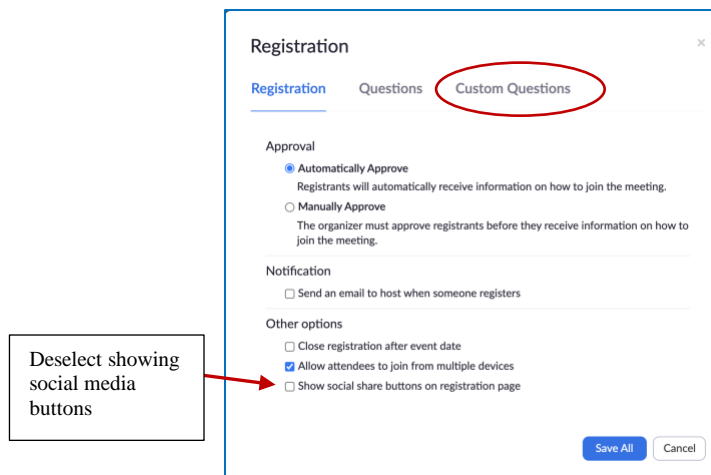 Registration
×
Registration Questions Custom Questions
Approval
Automatically Approve
Registrants will automatically receive information on how to join the meeting.
Manually Approve
The organizer must approve registrants before they receive information on how to
join the meeting.
Notification
Send an email to host when someone registers
Other options
Close registration after event date
Allow attendees to join from multiple devices
Show social share buttons on registration page
Deselect showing
social media
buttons
Save All Cancel